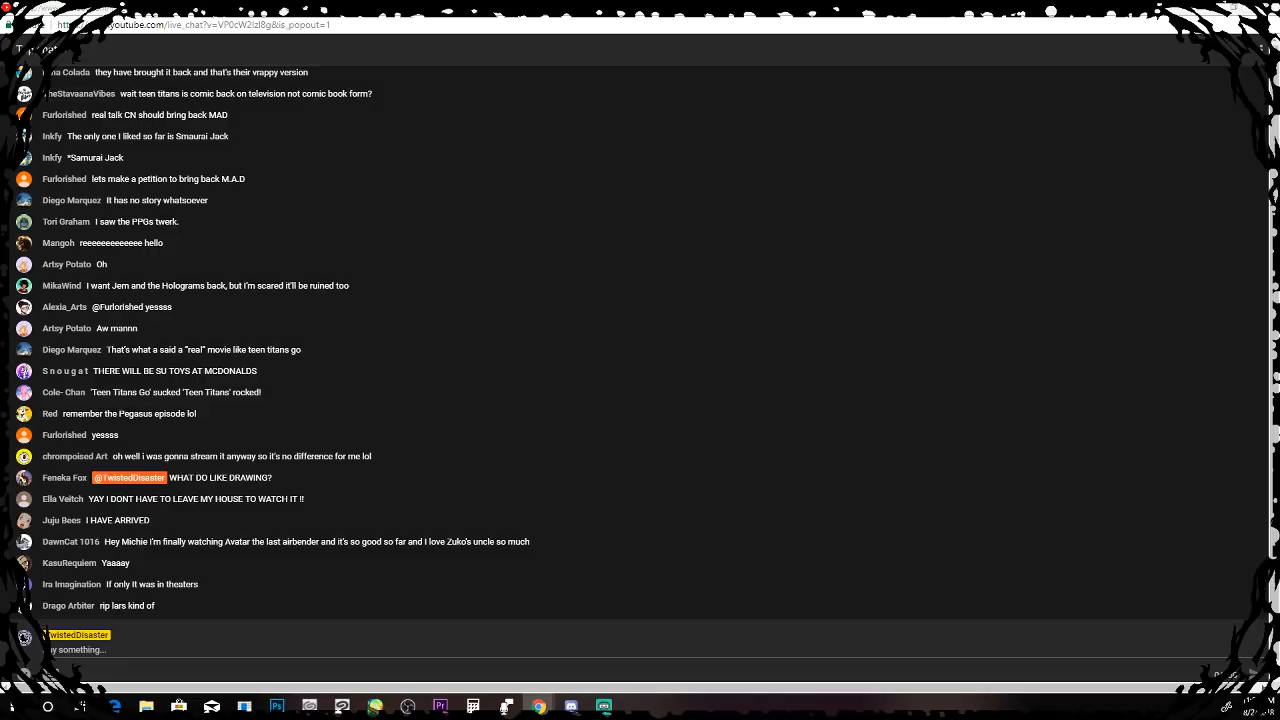 youtube.com/live_chat?v=VP0cW2IzI8g&is_popout=1
Colada they have brought it back and that's their vrappy version
TheStavaanaVibes wait teen titans is comic back on television not comic book form?
Furlorished real talk CN should bring back MAD
Inkfy The only one I liked so far is Smaurai Jack
Inkfy *Samurai Jack
Furlorished lets make a petition to bring back M.A.D
Diego Marquez It has no story whatsoever
Tori Graham I saw the PPGs twerk.
Mangoh reeeeeeeeeeeee hello
Artsy Potato Oh
MikaWind I want Jem and the Holograms back, but I'm scared it'll be ruined too
Alexia_Arts @Furlorished yessss
Artsy Potato Aw mannn
Diego Marquez That's what a said a “real” movie like teen titans go
S n o u g a t THERE WILL BE SU TOYS AT MCDONALDS
Cole- Chan 'Teen Titans Go' sucked 'Teen Titans' rocked!
Red remember the Pegasus episode lol
Furlorished yessss
chrompoised Art oh well i was gonna stream it anyway so it's no difference for me lol
Feneka Fox @TwistedDisaster WHAT DO LIKE DRAWING?
Ella Veitch YAY I DONT HAVE TO LEAVE MY HOUSE TO WATCH IT !!
Juju Bees I HAVE ARRIVED
DawnCat 1016 Hey Michie I'm finally watching Avatar the last airbender and it's so good so far and I love Zuko's uncle so much
KasuRequiem Yaaaay
Ira Imagination If only It was in theaters
Drago Arbiter rip lars kind of
TwistedDisaster
say something...